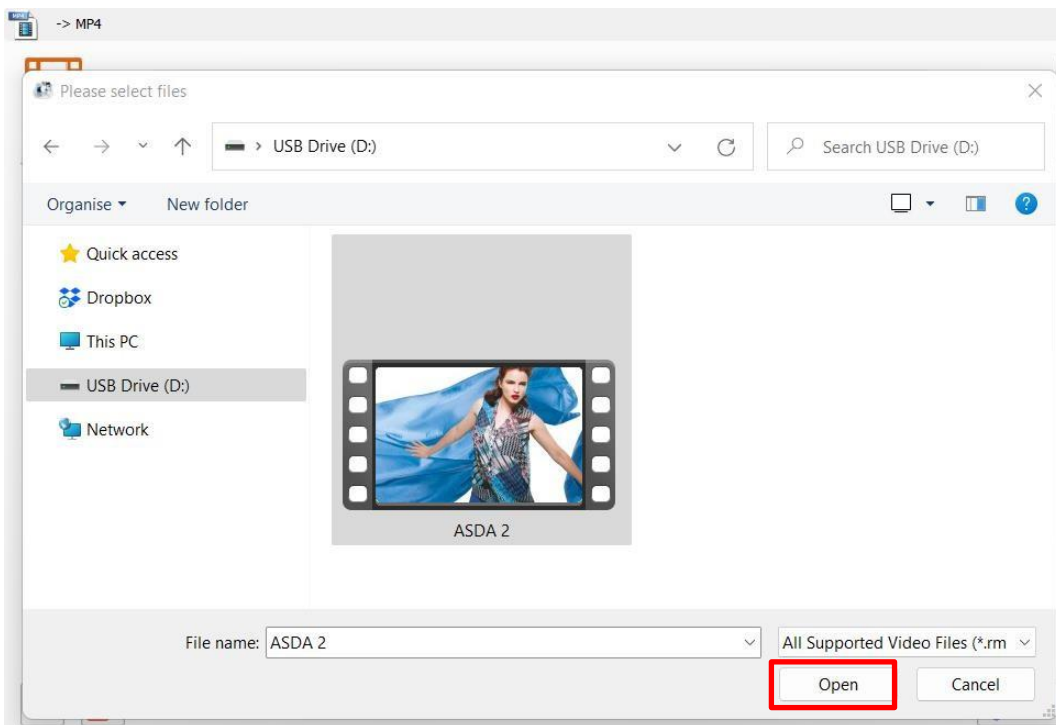 MP4 -> MP4
Please select files
USB Drive (D:)
Search USB Drive (D:)
Organise
New folder
Quick access
Dropbox
This PC
USB Drive (D:)
Network
ASDA 2
File name: ASDA 2
All Supported Video Files (*.rm
Open
Cancel